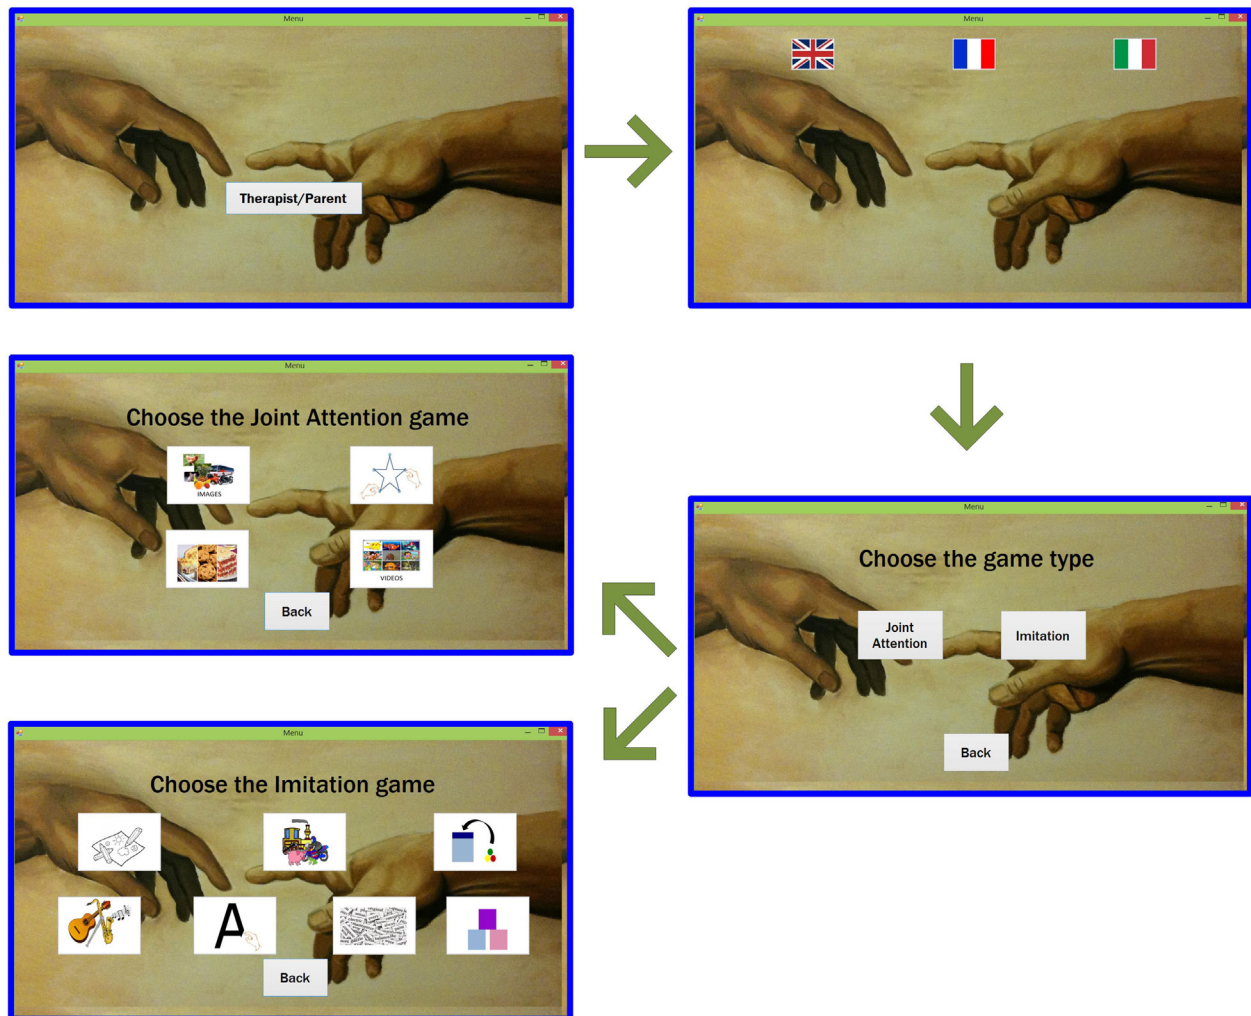 Menu
Therapist/Parent
Menu
Menu
Choose the Joint Attention game
IMAGES
VIDEOS
Back
Menu
Choose the game type
Joint
Attention
Imitation
Back
Menu
Choose the Imitation game
A
Back